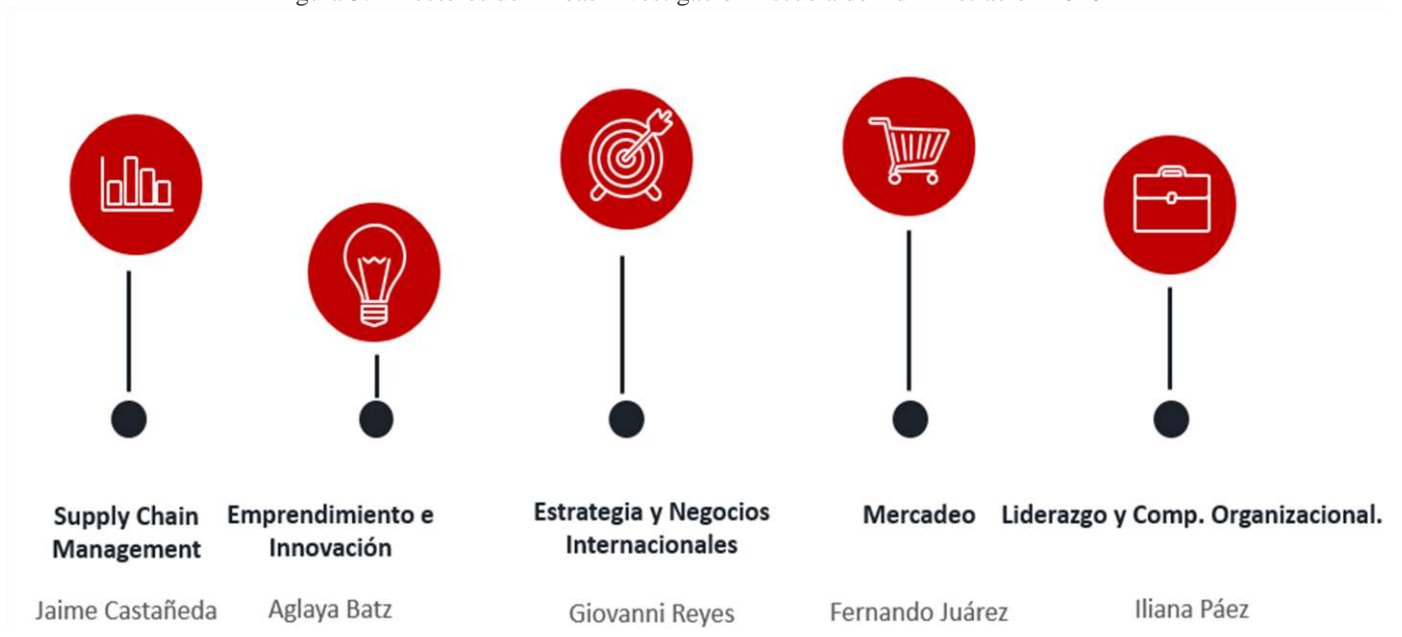 Supply Chain
Management
Emprendimiento e
Innovación
Estrategia y Negocios
Internacionales
Mercadeo
Liderazgo y Comp. Organizacional.
Jaime Castañeda
Aglaya Batz
Giovanni Reyes
Fernando Juárez
Iliana Páez